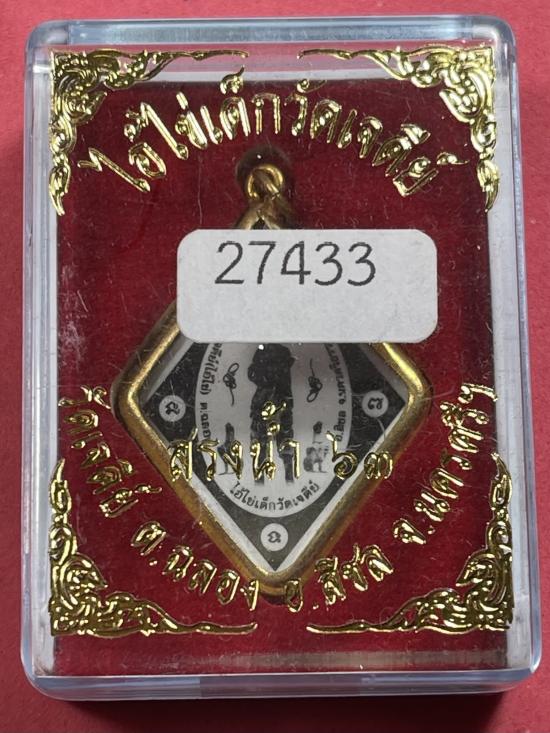 ไอ้ไข่เด็กวัดเจดีย์
27433
สรงน้ำ ๖๓
ไอ้ไข่เด็กวัดเจดีย์
วัดเจดีย์ ต.ฉลอง อ.สิชล จ.นครศรีฯ